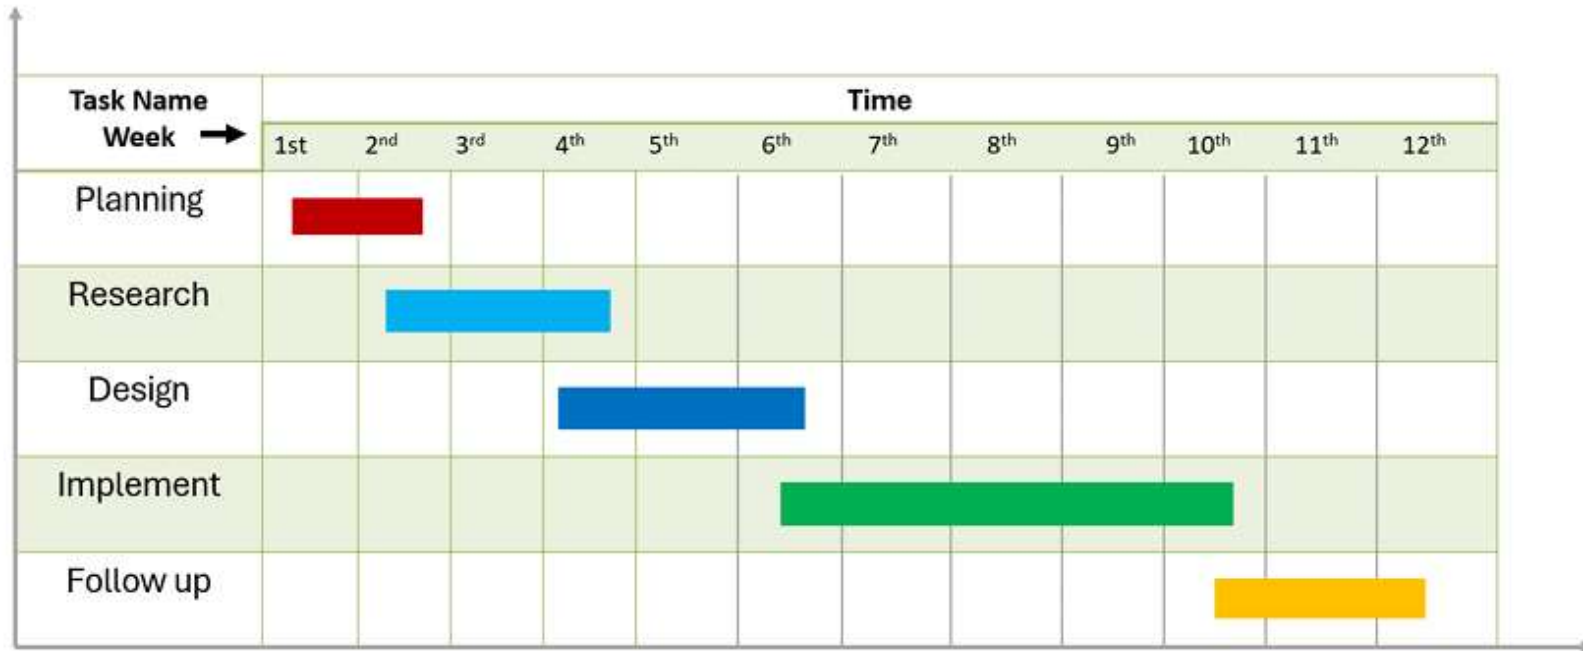 Task Name
Week
Time
1st 2nd 3rd 4th 5th 6th 7th 8th 9th 10th 11th 12th
Planning
Research
Design
Implement
Follow up